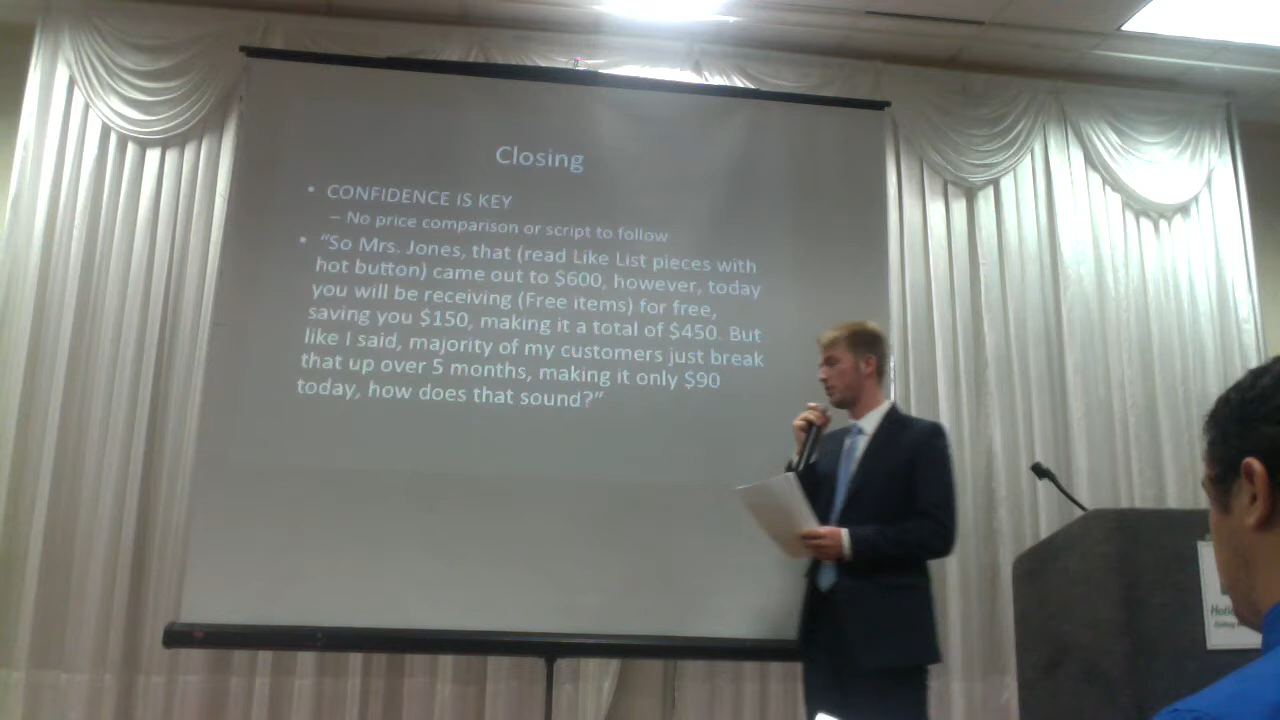 Closing
• CONFIDENCE IS KEY
– No price comparison or script to follow
• "So Mrs. Jones, that (read Like List pieces with
hot button) came out to $600, however, today
you will be receiving (Free items) for free,
saving you $150, making it a total of $450. But
like I said, majority of my customers just break
that up over 5 months, making it only $90
today, how does that sound?"